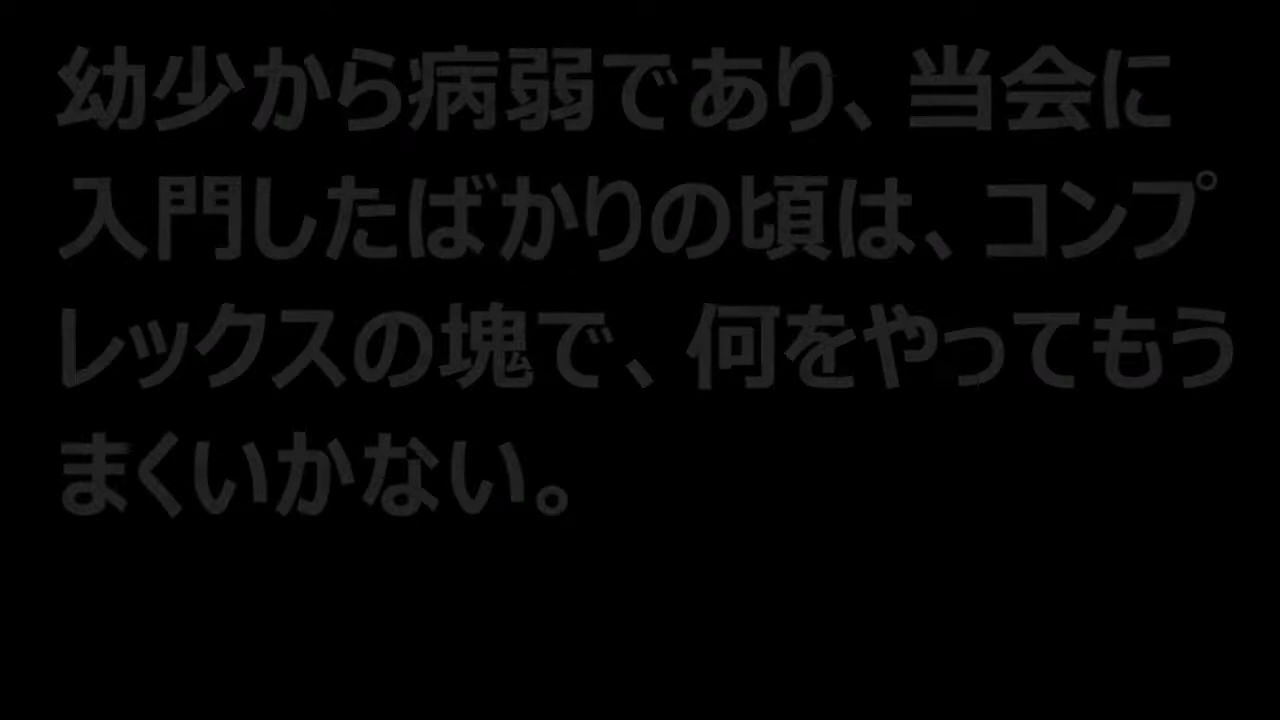 幼少から病弱であり、当会に
入門したばかりの頃は、コンプ
レックスの塊で、何をやってもう
まくいかない。